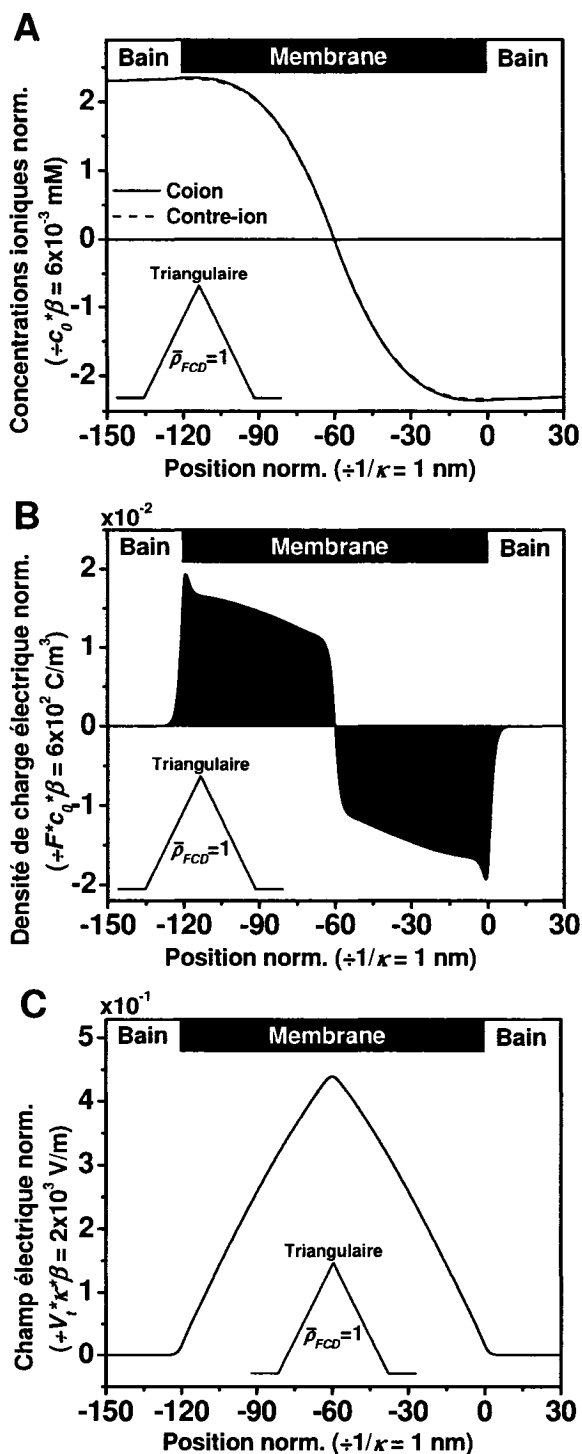 A
Bain
Membrane
Bain
Concentrations ioniques norm.
(÷c₀*β = 6x10⁻³ mM)
2
1
0
-1
-2
Coion
Contre-ion
Triangulaire
ρ̄_FCD=1
-150 -120 -90 -60 -30 0 30
Position norm. (÷1/κ = 1 nm)
B
x10⁻²
Bain
Membrane
Bain
Densité de charge électrique norm.
(÷F*c₀*β = 6x10² C/m³)
2
1
0
-1
-2
Triangulaire
ρ̄_FCD=1
-150 -120 -90 -60 -30 0 30
Position norm. (÷1/κ = 1 nm)
C
x10⁻¹
Bain
Membrane
Bain
Champ électrique norm.
(÷Vₜ*κ*β = 2x10³ V/m)
5
4
3
2
1
0
Triangulaire
ρ̄_FCD=1
-150 -120 -90 -60 -30 0 30
Position norm. (÷1/κ = 1 nm)